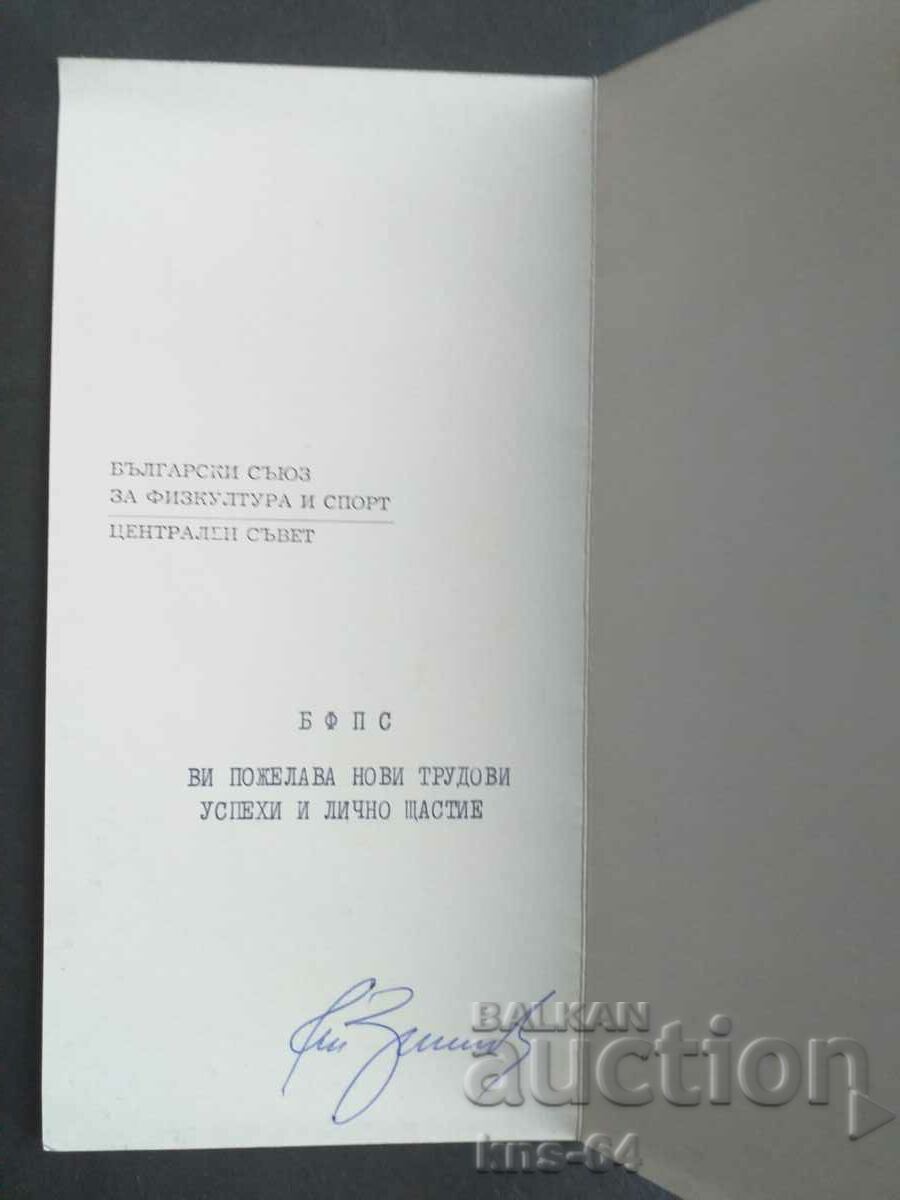 БЪЛГАРСКИ СЪЮЗ
ЗА ФИЗКУЛТУРА И СПОРТ
ЦЕНТРАЛЕН СЪВЕТ
Б Ф П С
ВИ ПОЖЕЛАВА НОВИ ТРУДОВИ
УСПЕХИ И ЛИЧНО ЩАСТИЕ
BALKAN
auction
kns-64